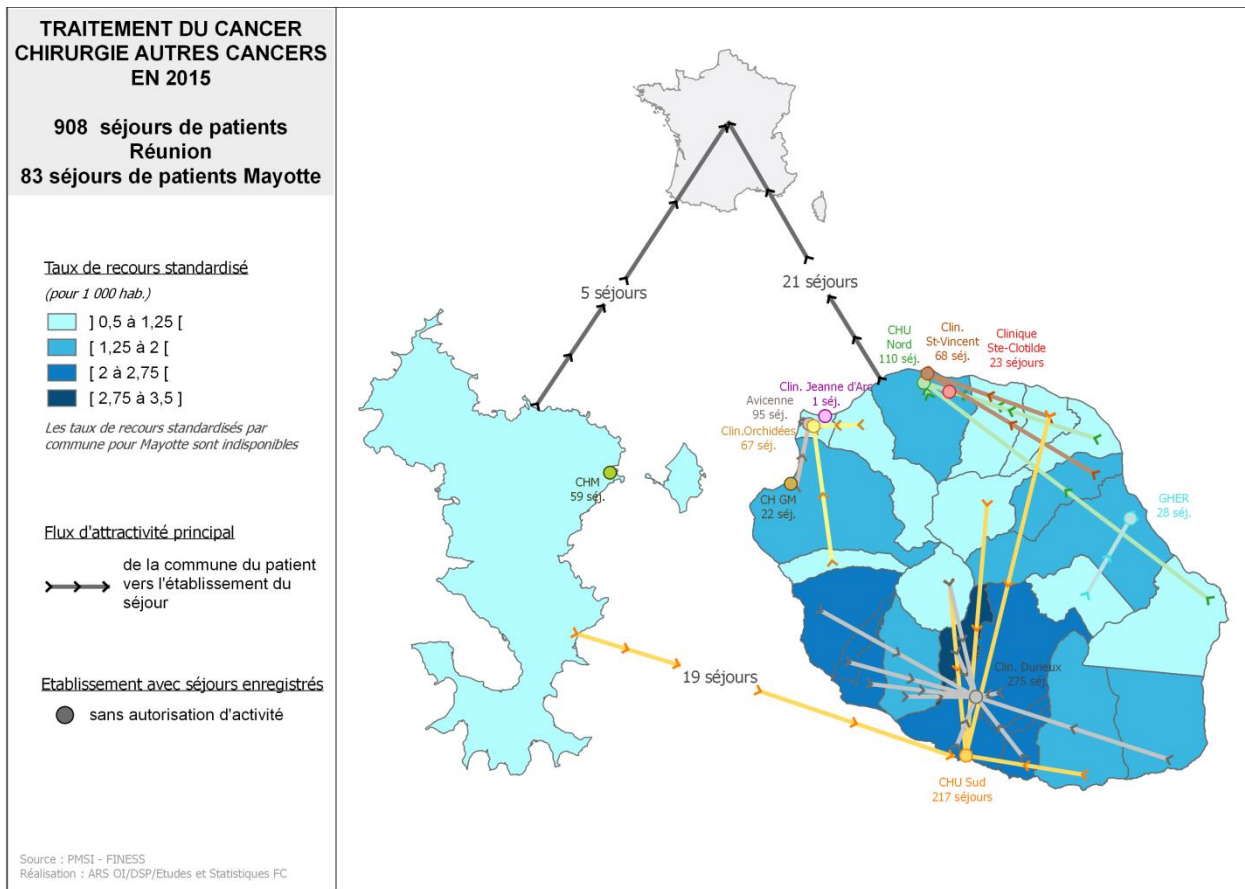 TRAITEMENT DU CANCER
CHIRURGIE AUTRES CANCERS
EN 2015
908 séjours de patients
Réunion
83 séjours de patients Mayotte
Taux de recours standardisé
(pour 1 000 hab.)
] 0,5 à 1,25 [
[ 1,25 à 2 [
[ 2 à 2,75 [
[ 2,75 à 3,5 ]
Les taux de recours standardisés par
commune pour Mayotte sont indisponibles
Flux d'attractivité principal
de la commune du patient
vers l'établissement du
séjour
Etablissement avec séjours enregistrés
sans autorisation d'activité
Source : PMSI - FINESS
Réalisation : ARS OI/DSP/Etudes et Statistiques FC
5 séjours
21 séjours
CHU
Nord
110 séj.
Clin.
St-Vincent
68 séj.
Clinique
Ste-Clotilde
23 séjours
Clin. Jeanne d'Arc
1 séj.
Avicenne
95 séj.
Clin.Orchidées
67 séj.
CHM
59 séj.
CH GM
22 séj.
GHER
28 séj.
19 séjours
Clin. Durieux
275 séj.
CHU Sud
217 séjours